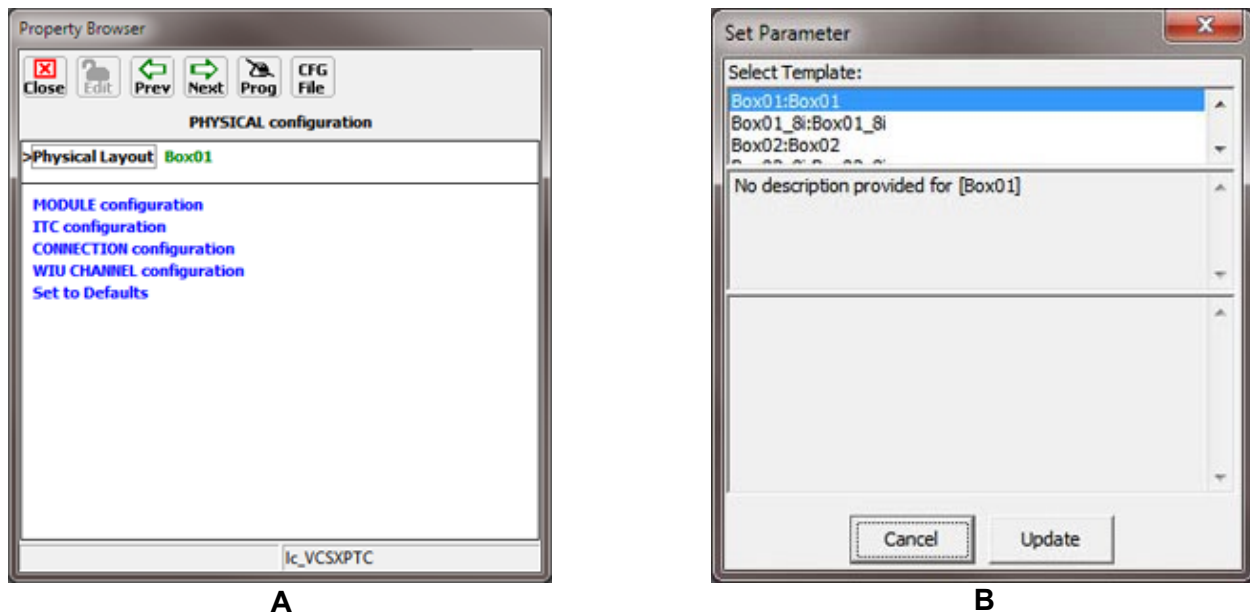 Property Browser
Close Edit Prev Next Prog CFG File
PHYSICAL configuration
>Physical Layout Box01
MODULE configuration
ITC configuration
CONNECTION configuration
WIU CHANNEL configuration
Set to Defaults
lc_VCSXPTC
A
Set Parameter
Select Template:
Box01:Box01
Box01_8i:Box01_8i
Box02:Box02
No description provided for [Box01]
Cancel Update
B